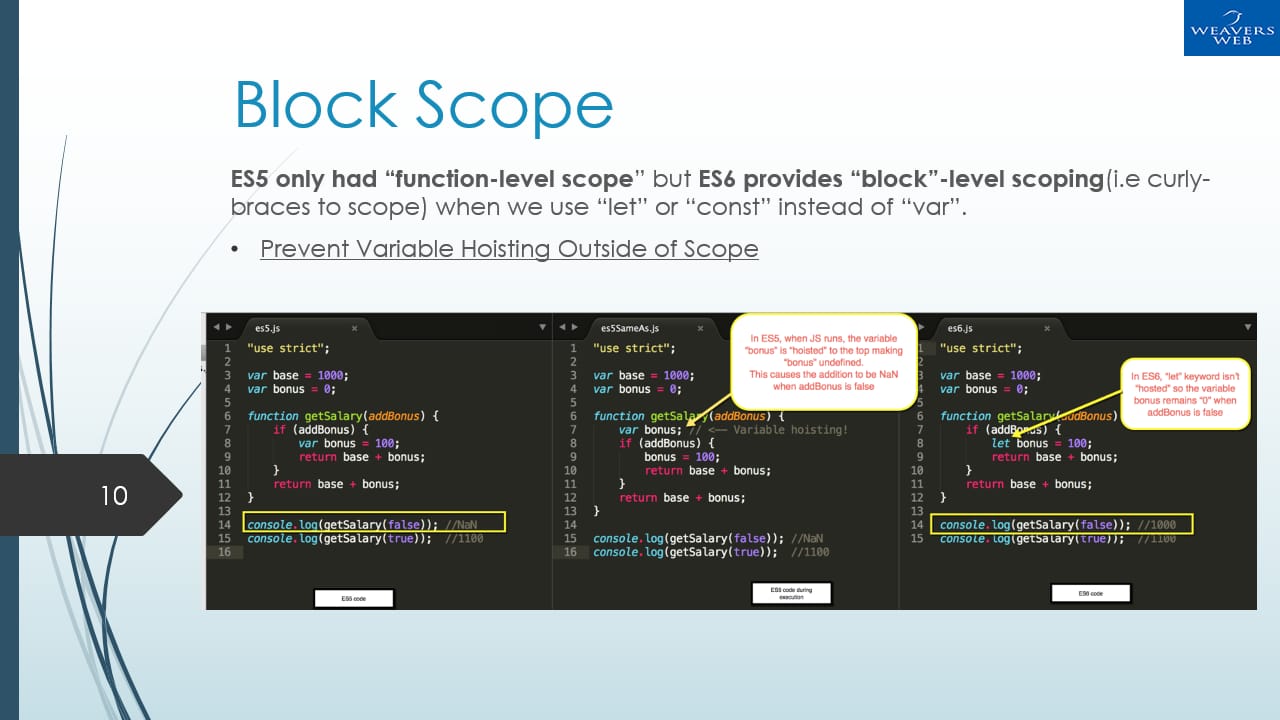 WEAVERS
WEB
Block Scope
ES5 only had “function-level scope” but ES6 provides “block”-level scoping(i.e curly-
braces to scope) when we use “let” or “const” instead of “var”.
• Prevent Variable Hoisting Outside of Scope
10
es5.js
1 "use strict";
2
3 var base = 1000;
4 var bonus = 0;
5
6 function getSalary(addBonus) {
7 if (addBonus) {
8 var bonus = 100;
9 return base + bonus;
10 }
11 return base + bonus;
12 }
13
14 console.log(getSalary(false)); //NaN
15 console.log(getSalary(true)); //1100
16
ES5 code
es5SameAs.js
1 "use strict";
2
3 var base = 1000;
4 var bonus = 0;
5
6 function getSalary(addBonus) {
7 var bonus; // <—— Variable hoisting!
8 if (addBonus) {
9 bonus = 100;
10 return base + bonus;
11 }
12 return base + bonus;
13 }
14
15 console.log(getSalary(false)); //NaN
16 console.log(getSalary(true)); //1100
In ES5, when JS runs, the variable
“bonus” is “hoisted” to the top making
“bonus” undefined.
This causes the addition to be NaN
when addBonus is false
ES5 code during
execution
es6.js
1 "use strict";
2
3 var base = 1000;
4 var bonus = 0;
5
6 function getSalary(addBonus)
7 if (addBonus) {
8 let bonus = 100;
9 return base + bonus;
10 }
11 return base + bonus;
12 }
13
14 console.log(getSalary(false)); //1000
15 console.log(getSalary(true)); //1100
In ES6, “let” keyword isn’t
“hosted” so the variable
bonus remains “0” when
addBonus is false
ES6 code